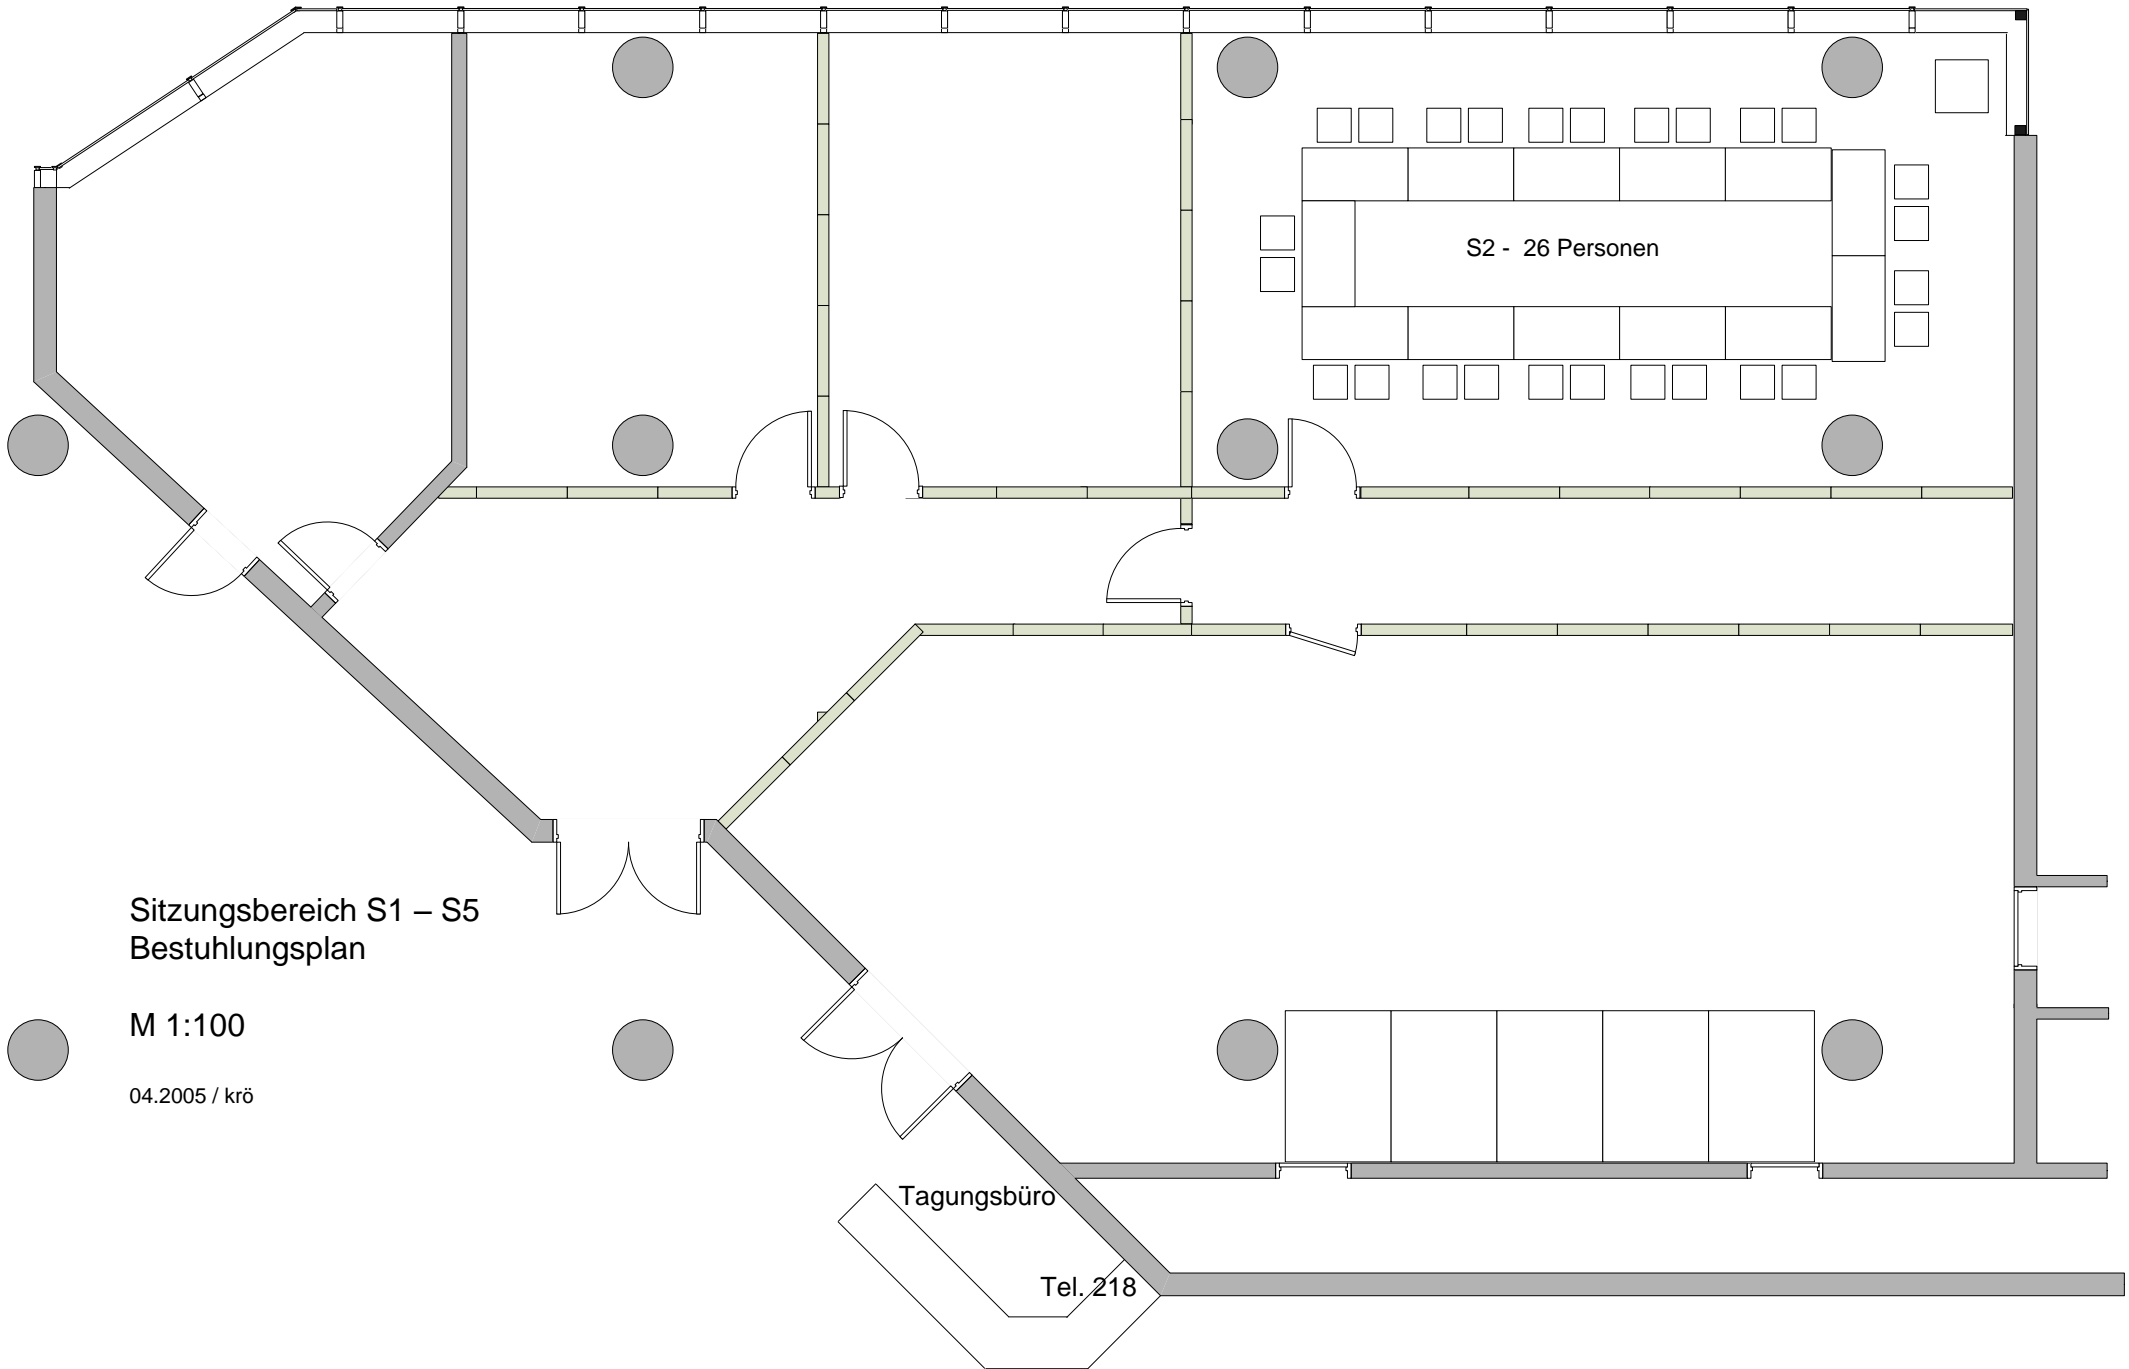 S2 -  26 Personen
Sitzungsbereich S1 – S5
Bestuhlungsplan
M 1:100
04.2005 / krö
Tagungsbüro
Tel. 218